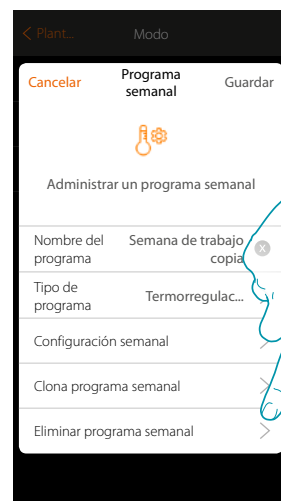 < Plant...
Modo
Cancelar
Programa
semanal
Guardar
Administrar un programa semanal
Nombre del
programa
Semana de trabajo
copia
Tipo de
programa
Termorregulac...
Configuración semanal
Clona programa semanal
Eliminar programa semanal